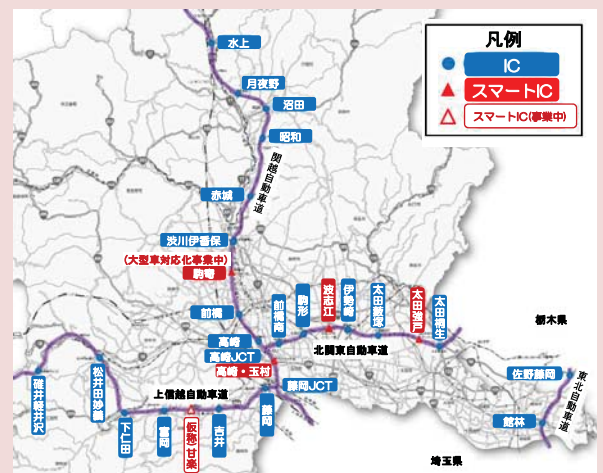 凡例
IC
スマートIC
スマートIC(事業中)
水上
月夜野
沼田
昭和
関越自動車道
赤城
渋川伊香保
(大型車対応化事業中)
駒寄
前橋
前橋南
駒形
波志江
伊勢崎
太田藪塚
太田強戸
太田桐生
栃木県
高崎
高崎JCT
北関東自動車道
高崎・玉村
佐野藤岡
東北自動車道
碓井軽井沢
松井田妙義
上信越自動車道
藤岡JCT
藤岡
下仁田
富岡
(仮称)甘楽
吉井
館林
埼玉県